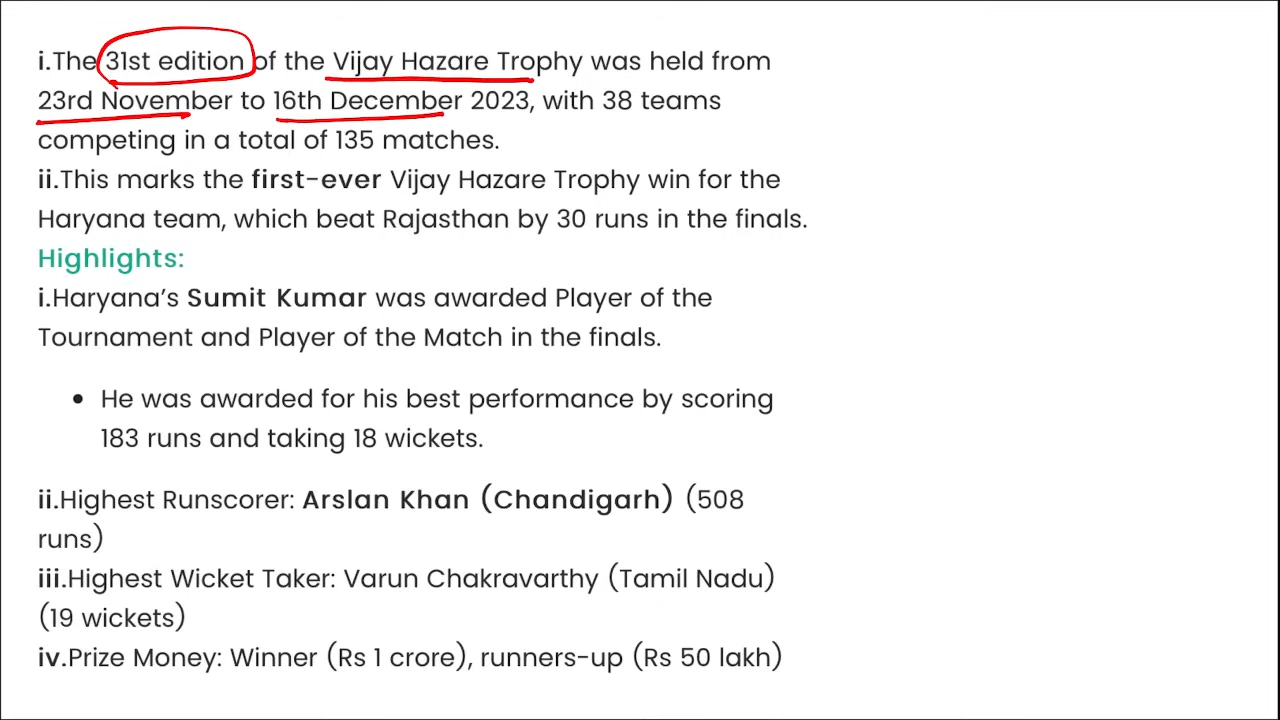 i.The 31st edition of the Vijay Hazare Trophy was held from
23rd November to 16th December 2023, with 38 teams
competing in a total of 135 matches.
ii.This marks the first-ever Vijay Hazare Trophy win for the
Haryana team, which beat Rajasthan by 30 runs in the finals.
Highlights:
i.Haryana’s Sumit Kumar was awarded Player of the
Tournament and Player of the Match in the finals.
• He was awarded for his best performance by scoring
183 runs and taking 18 wickets.
ii.Highest Runscorer: Arslan Khan (Chandigarh) (508
runs)
iii.Highest Wicket Taker: Varun Chakravarthy (Tamil Nadu)
(19 wickets)
iv.Prize Money: Winner (Rs 1 crore), runners-up (Rs 50 lakh)